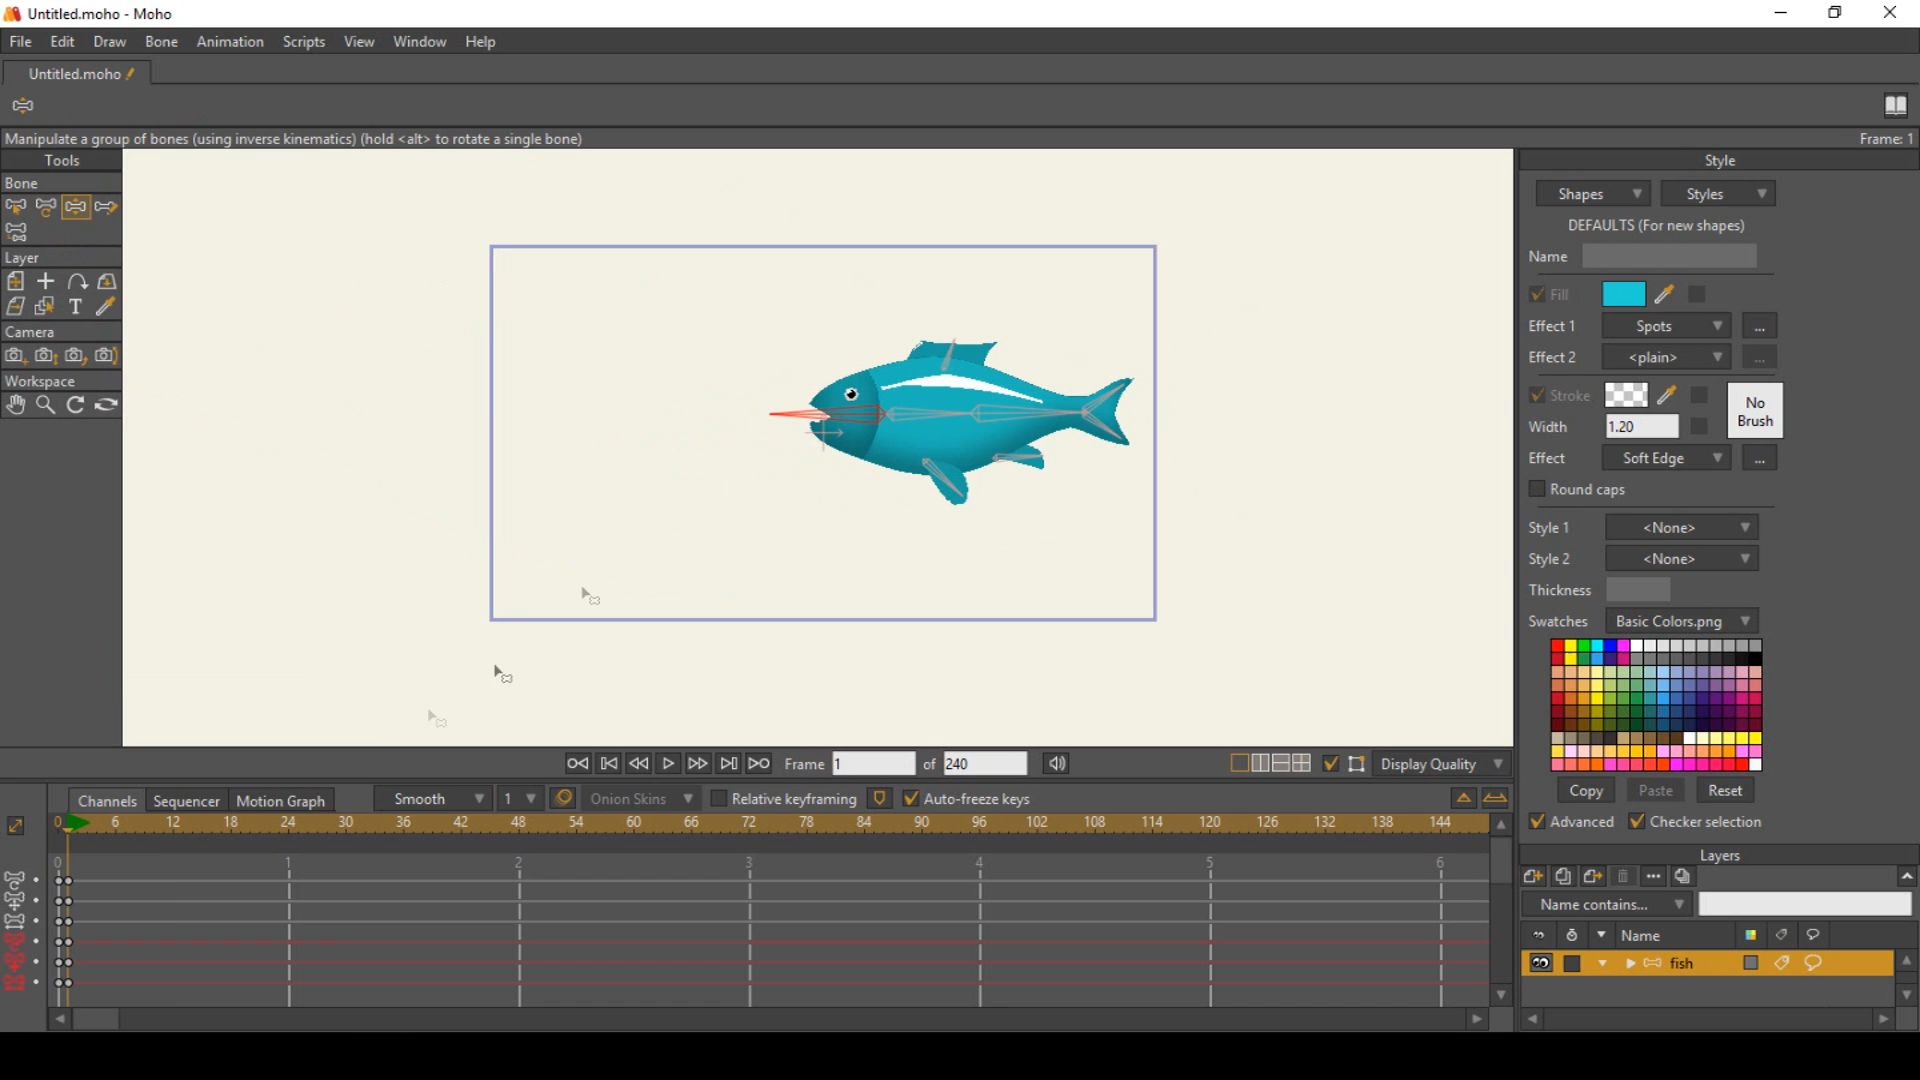 Untitled.moho - Moho
File Edit Draw Bone Animation Scripts View Window Help
Untitled.moho
Manipulate a group of bones (using inverse kinematics) (hold <alt> to rotate a single bone) Frame: 1
Tools
Bone
Layer
T
Camera
Workspace
Style
Shapes Styles
DEFAULTS (For new shapes)
Name
Fill
Effect 1 Spots ...
Effect 2 <plain> ...
Stroke
No
Brush
Width 1.20
Effect Soft Edge ...
Round caps
Style 1 <None>
Style 2 <None>
Thickness
Swatches Basic Colors.png
Copy Paste Reset
Advanced Checker selection
Frame 1 of 240 Display Quality
Channels Sequencer Motion Graph Smooth 1 Onion Skins Relative keyframing Auto-freeze keys
0 6 12 18 24 30 36 42 48 54 60 66 72 78 84 90 96 102 108 114 120 126 132 138 144
0 1 2 3 4 5 6
Layers
Name contains...
Name
fish